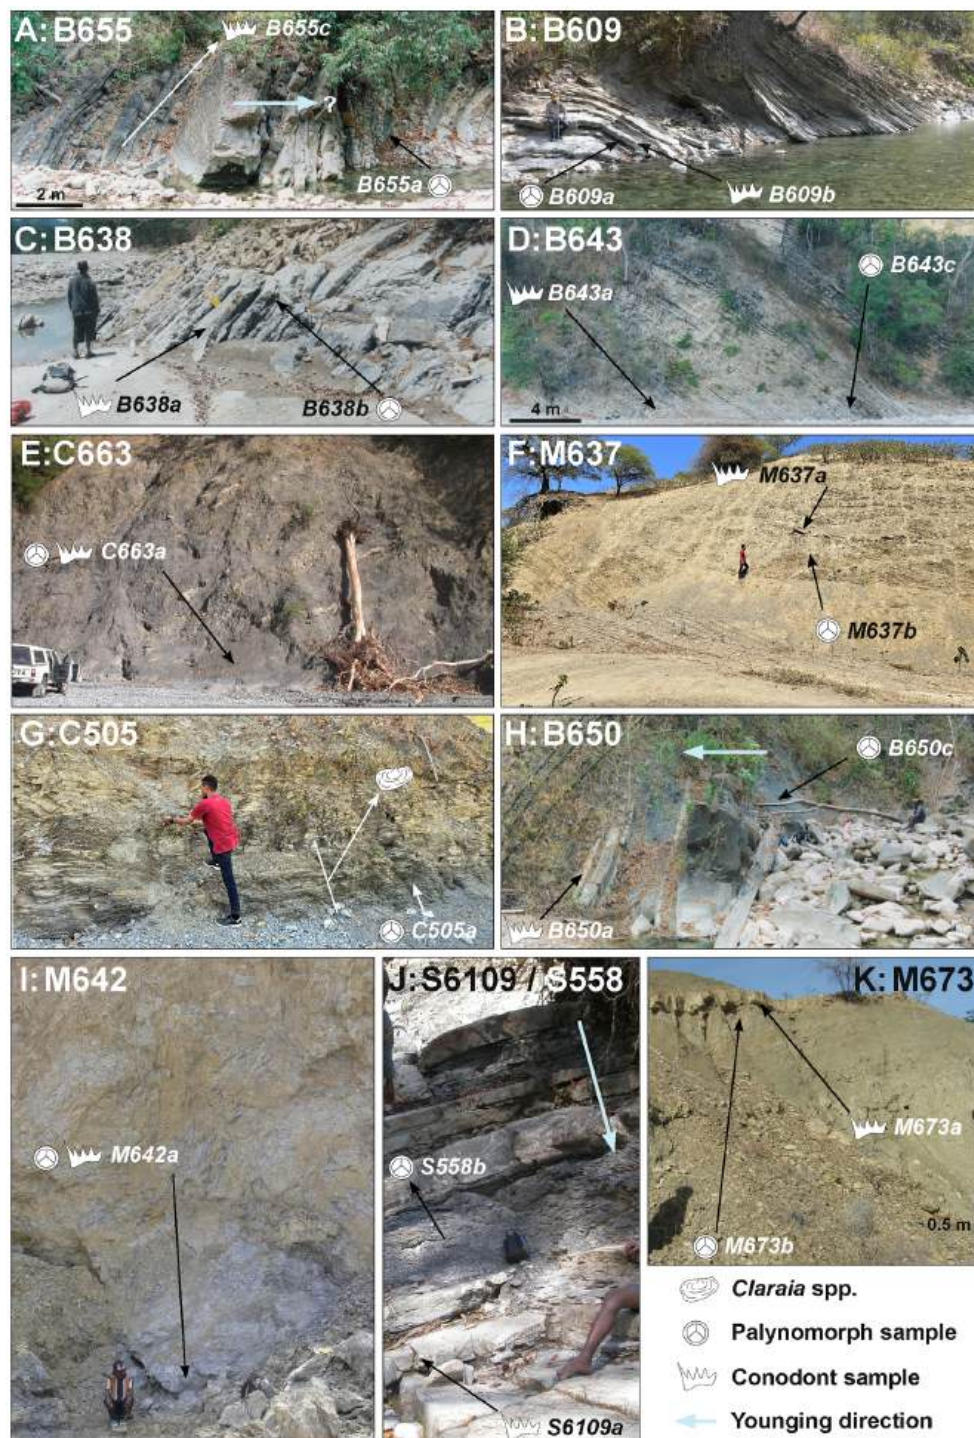 A: B655
B655c
?
B655a
2 m
B: B609
B609a
B609b
C: B638
B638a
B638b
D: B643
B643a
B643c
4 m
E: C663
C663a
F: M637
M637a
M637b
G: C505
C505a
H: B650
B650c
B650a
I: M642
M642a
J: S6109 / S558
S558b
S6109a
K: M673
M673a
0.5 m
M673b
Claraia spp.
Palynomorph sample
Conodont sample
Younging direction